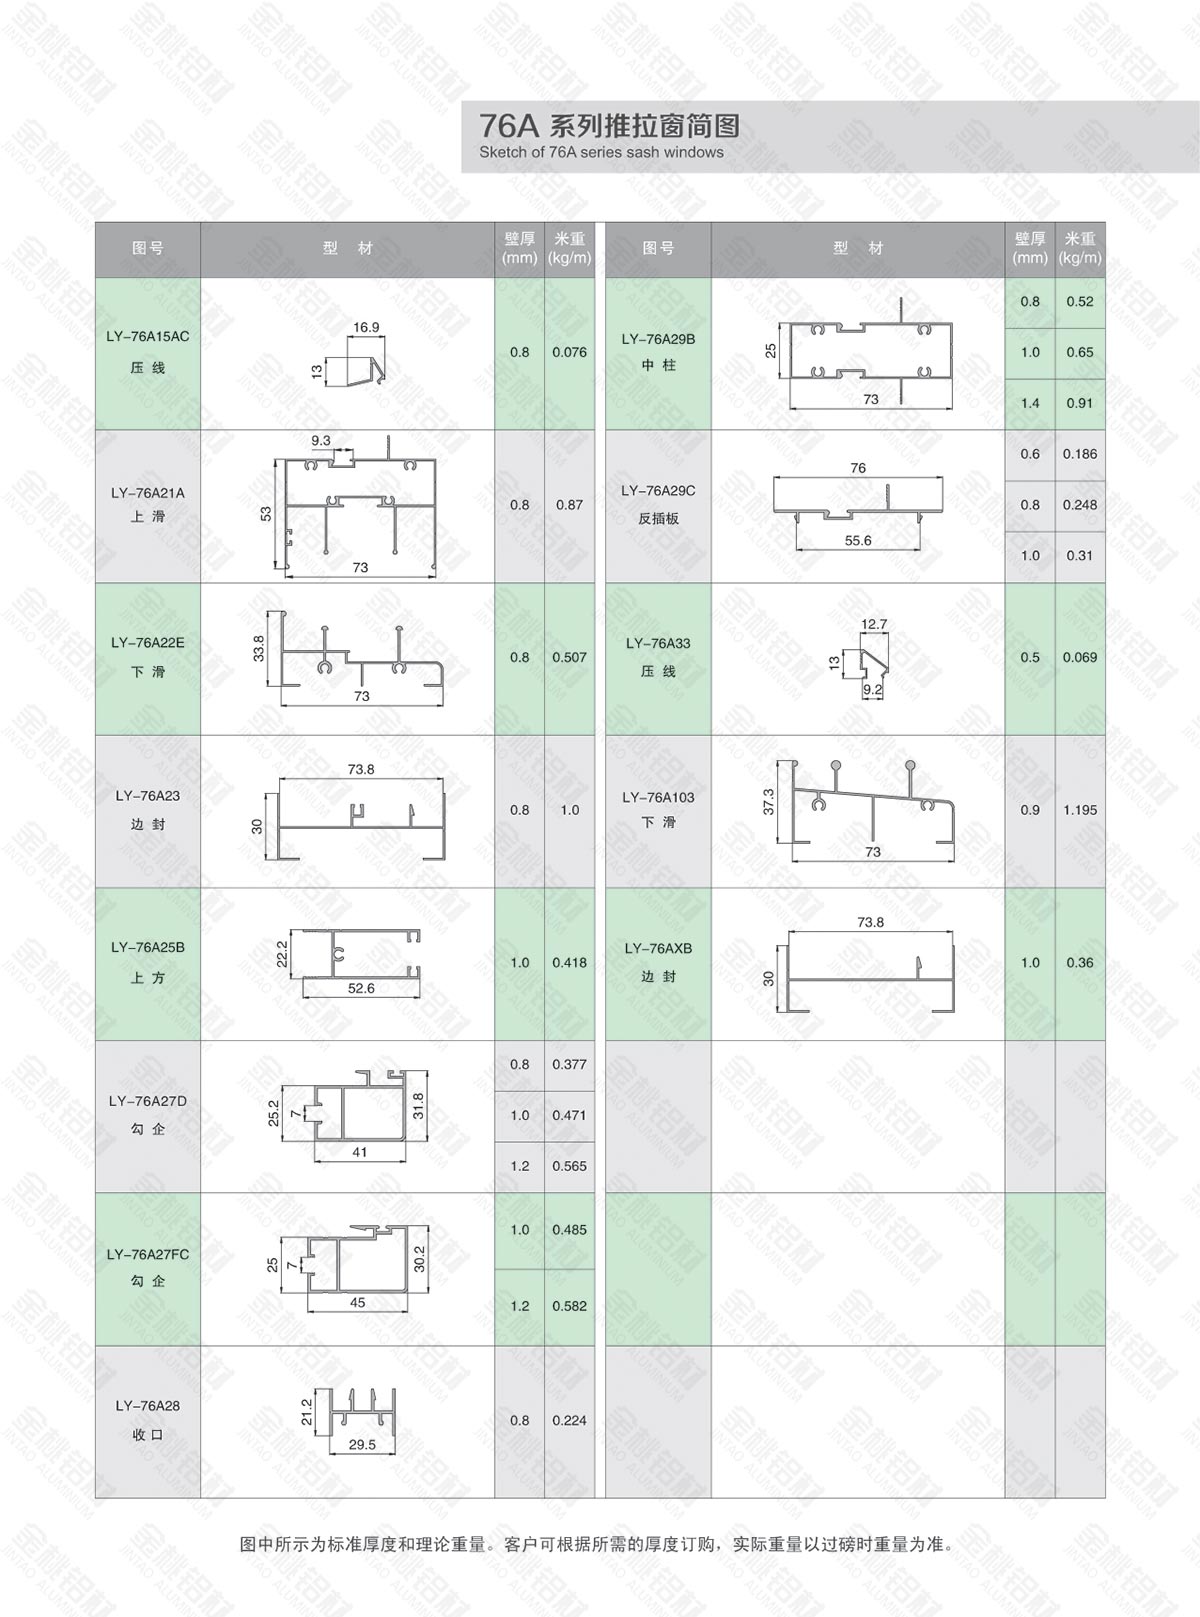 76A 系列推拉窗简图
Sketch of 76A series sash windows
图号 型 材 壁厚(mm) 米重(kg/m)
LY-76A15AC
压 线
16.9
13
0.8 0.076
LY-76A21A
上 滑
9.3
53
73
0.8 0.87
LY-76A22E
下 滑
33.8
73
0.8 0.507
LY-76A23
边 封
73.8
30
0.8 1.0
LY-76A25B
上 方
22.2
52.6
1.0 0.418
LY-76A27D
勾 企
25.2
7
31.8
41
0.8 0.377
1.0 0.471
1.2 0.565
LY-76A27FC
勾 企
25
7
30.2
45
1.0 0.485
1.2 0.582
LY-76A28
收 口
21.2
29.5
0.8 0.224
图号 型 材 壁厚(mm) 米重(kg/m)
LY-76A29B
中 柱
25
73
0.8 0.52
1.0 0.65
1.4 0.91
LY-76A29C
反插板
76
55.6
0.6 0.186
0.8 0.248
1.0 0.31
LY-76A33
压 线
12.7
13
9.2
0.5 0.069
LY-76A103
下 滑
37.3
73
0.9 1.195
LY-76AXB
边 封
73.8
30
1.0 0.36
图中所示为标准厚度和理论重量。客户可根据所需的厚度订购，实际重量以过磅时重量为准。
金桃铝材
JINTAO ALUMINIUM